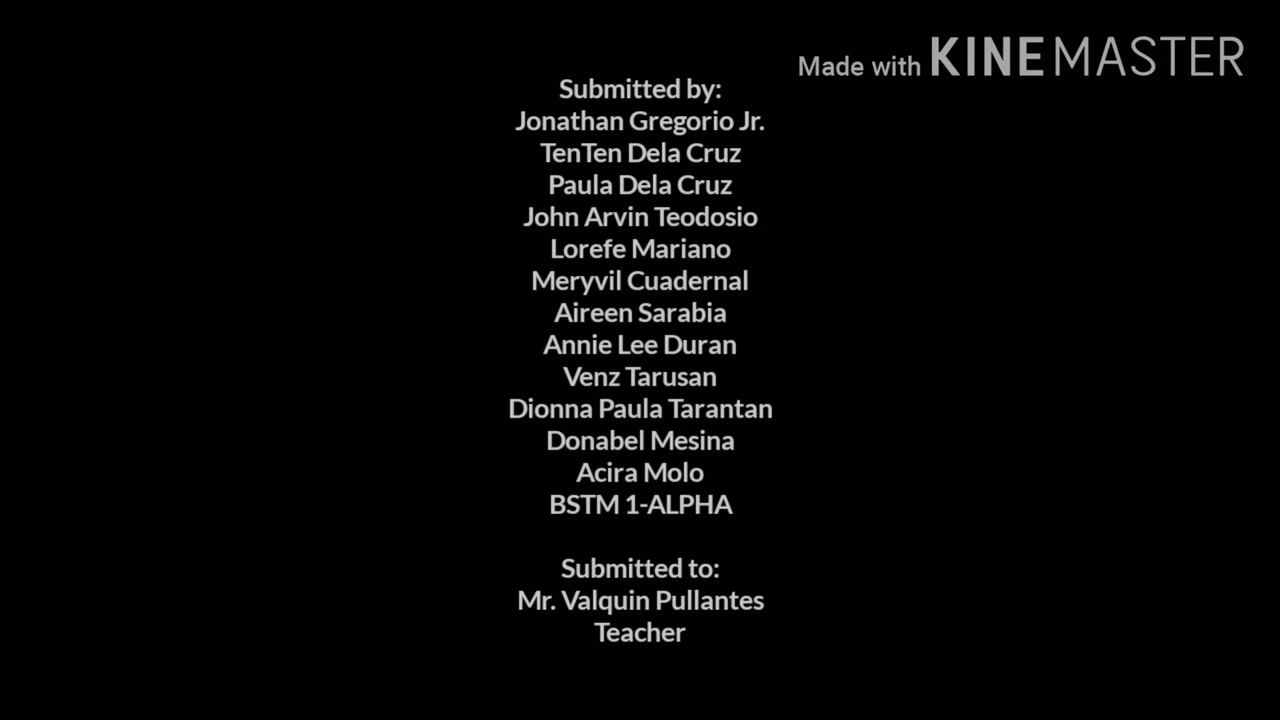 Made with KINEMASTER
Submitted by:
Jonathan Gregorio Jr.
TenTen Dela Cruz
Paula Dela Cruz
John Arvin Teodosio
Lorefe Mariano
Meryvil Cuadernal
Aireen Sarabia
Annie Lee Duran
Venz Tarusan
Dionna Paula Tarantan
Donabel Mesina
Acira Molo
BSTM 1-ALPHA
Submitted to:
Mr. Valquin Pullantes
Teacher